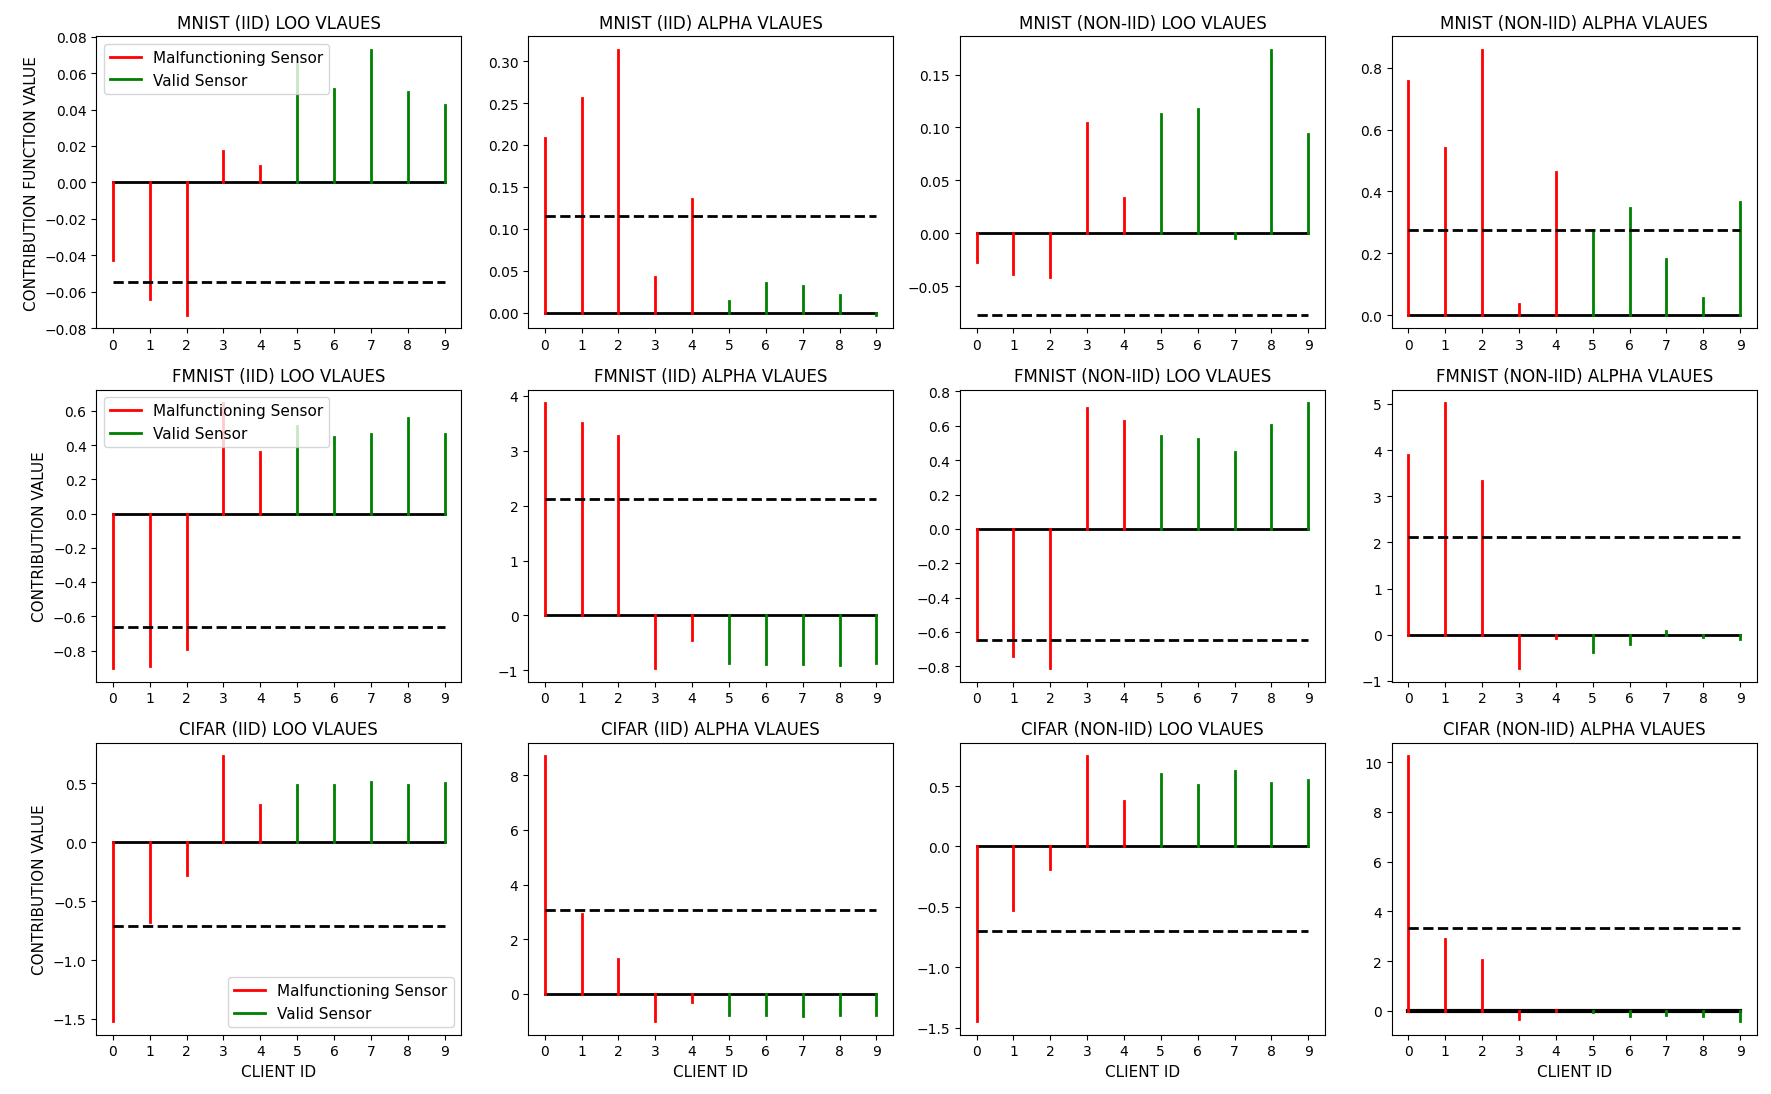 MNIST (IID) LOO VLAUES
CONTRIBUTION FUNCTION VALUE
0.08
0.06
0.04
0.02
0.00
−0.02
−0.04
−0.06
−0.08
Malfunctioning Sensor
Valid Sensor
0 1 2 3 4 5 6 7 8 9
MNIST (IID) ALPHA VLAUES
0.30
0.25
0.20
0.15
0.10
0.05
0.00
0 1 2 3 4 5 6 7 8 9
MNIST (NON-IID) LOO VLAUES
0.15
0.10
0.05
0.00
−0.05
0 1 2 3 4 5 6 7 8 9
MNIST (NON-IID) ALPHA VLAUES
0.8
0.6
0.4
0.2
0.0
0 1 2 3 4 5 6 7 8 9
FMNIST (IID) LOO VLAUES
CONTRIBUTION VALUE
0.6
0.4
0.2
0.0
−0.2
−0.4
−0.6
−0.8
Malfunctioning Sensor
Valid Sensor
0 1 2 3 4 5 6 7 8 9
FMNIST (IID) ALPHA VLAUES
4
3
2
1
0
−1
0 1 2 3 4 5 6 7 8 9
FMNIST (NON-IID) LOO VLAUES
0.8
0.6
0.4
0.2
0.0
−0.2
−0.4
−0.6
−0.8
0 1 2 3 4 5 6 7 8 9
FMNIST (NON-IID) ALPHA VLAUES
5
4
3
2
1
0
−1
0 1 2 3 4 5 6 7 8 9
CIFAR (IID) LOO VLAUES
CONTRIBUTION VALUE
0.5
0.0
−0.5
−1.0
−1.5
Malfunctioning Sensor
Valid Sensor
0 1 2 3 4 5 6 7 8 9
CLIENT ID
CIFAR (IID) ALPHA VLAUES
8
6
4
2
0
0 1 2 3 4 5 6 7 8 9
CLIENT ID
CIFAR (NON-IID) LOO VLAUES
0.5
0.0
−0.5
−1.0
−1.5
0 1 2 3 4 5 6 7 8 9
CLIENT ID
CIFAR (NON-IID) ALPHA VLAUES
10
8
6
4
2
0
0 1 2 3 4 5 6 7 8 9
CLIENT ID